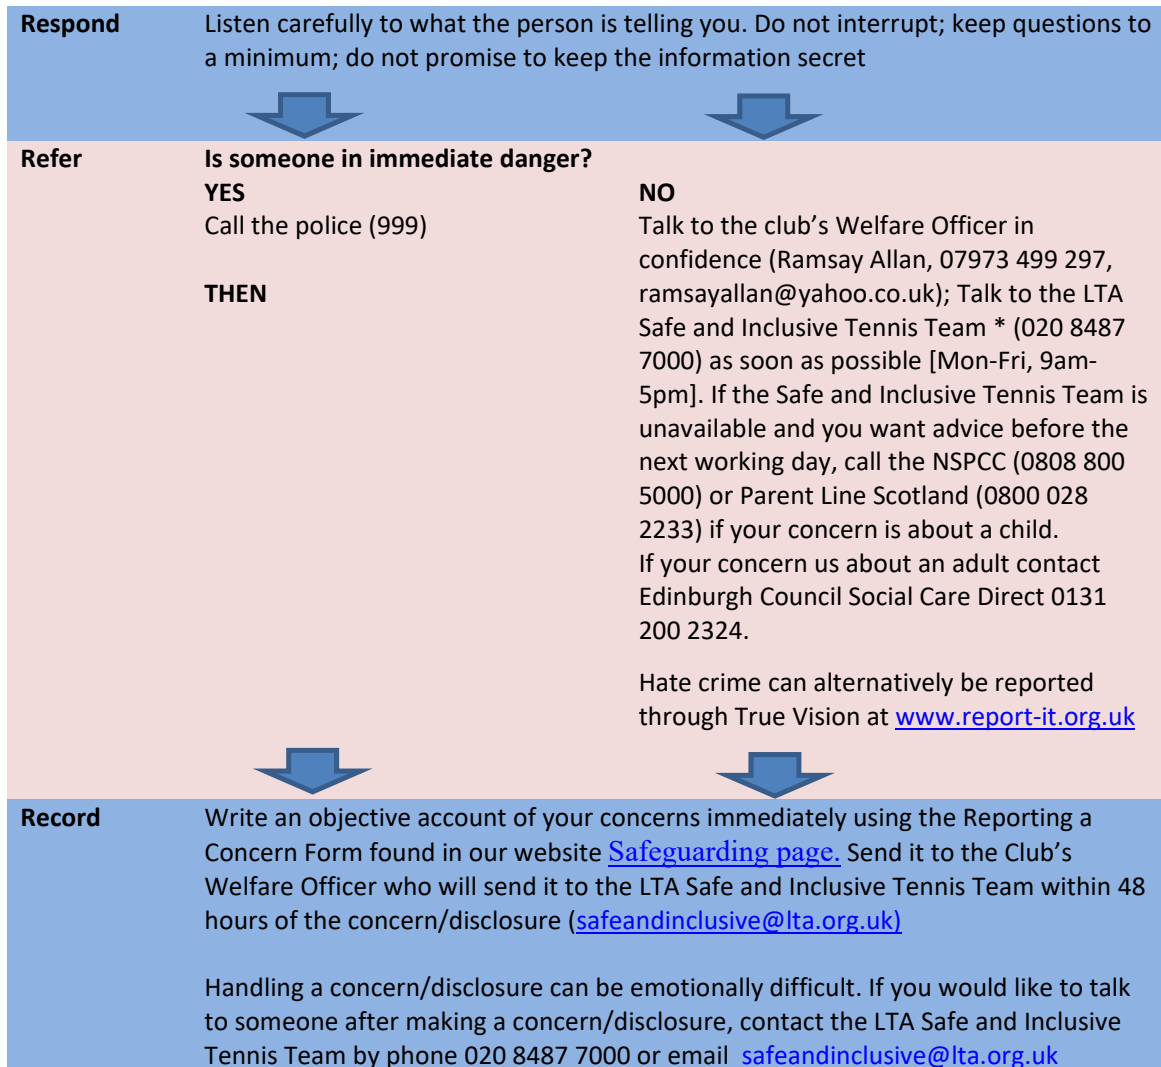 Respond
Listen carefully to what the person is telling you. Do not interrupt; keep questions to
a minimum; do not promise to keep the information secret
Refer
Is someone in immediate danger?
YES
Call the police (999)
THEN
NO
Talk to the club’s Welfare Officer in
confidence (Ramsay Allan, 07973 499 297,
ramsayallan@yahoo.co.uk); Talk to the LTA
Safe and Inclusive Tennis Team * (020 8487
7000) as soon as possible [Mon-Fri, 9am-
5pm]. If the Safe and Inclusive Tennis Team is
unavailable and you want advice before the
next working day, call the NSPCC (0808 800
5000) or Parent Line Scotland (0800 028
2233) if your concern is about a child.
If your concern us about an adult contact
Edinburgh Council Social Care Direct 0131
200 2324.
Hate crime can alternatively be reported
through True Vision at www.report-it.org.uk
Record
Write an objective account of your concerns immediately using the Reporting a
Concern Form found in our website Safeguarding page. Send it to the Club’s
Welfare Officer who will send it to the LTA Safe and Inclusive Tennis Team within 48
hours of the concern/disclosure (safeandinclusive@lta.org.uk)
Handling a concern/disclosure can be emotionally difficult. If you would like to talk
to someone after making a concern/disclosure, contact the LTA Safe and Inclusive
Tennis Team by phone 020 8487 7000 or email safeandinclusive@lta.org.uk